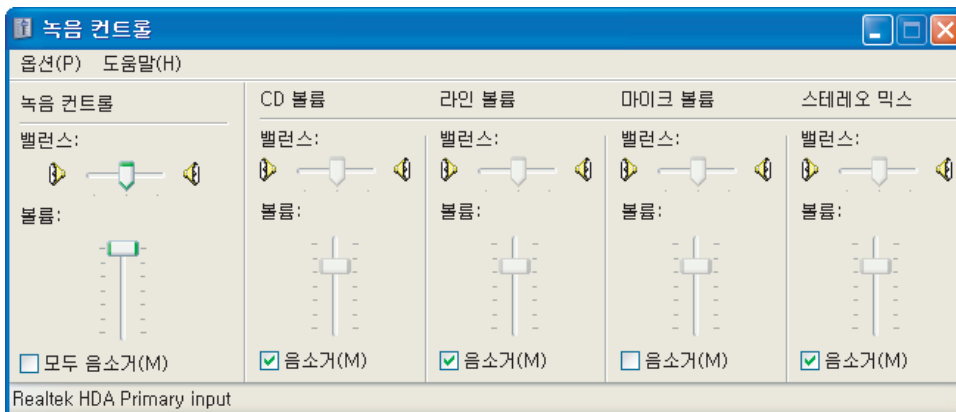 녹음 컨트롤
옵션(P) 도움말(H)
녹음 컨트롤
밸런스:
볼륨:
모두 음소거(M)
CD 볼륨
밸런스:
볼륨:
음소거(M)
라인 볼륨
밸런스:
볼륨:
음소거(M)
마이크 볼륨
밸런스:
볼륨:
음소거(M)
스테레오 믹스
밸런스:
볼륨:
음소거(M)
Realtek HDA Primary input